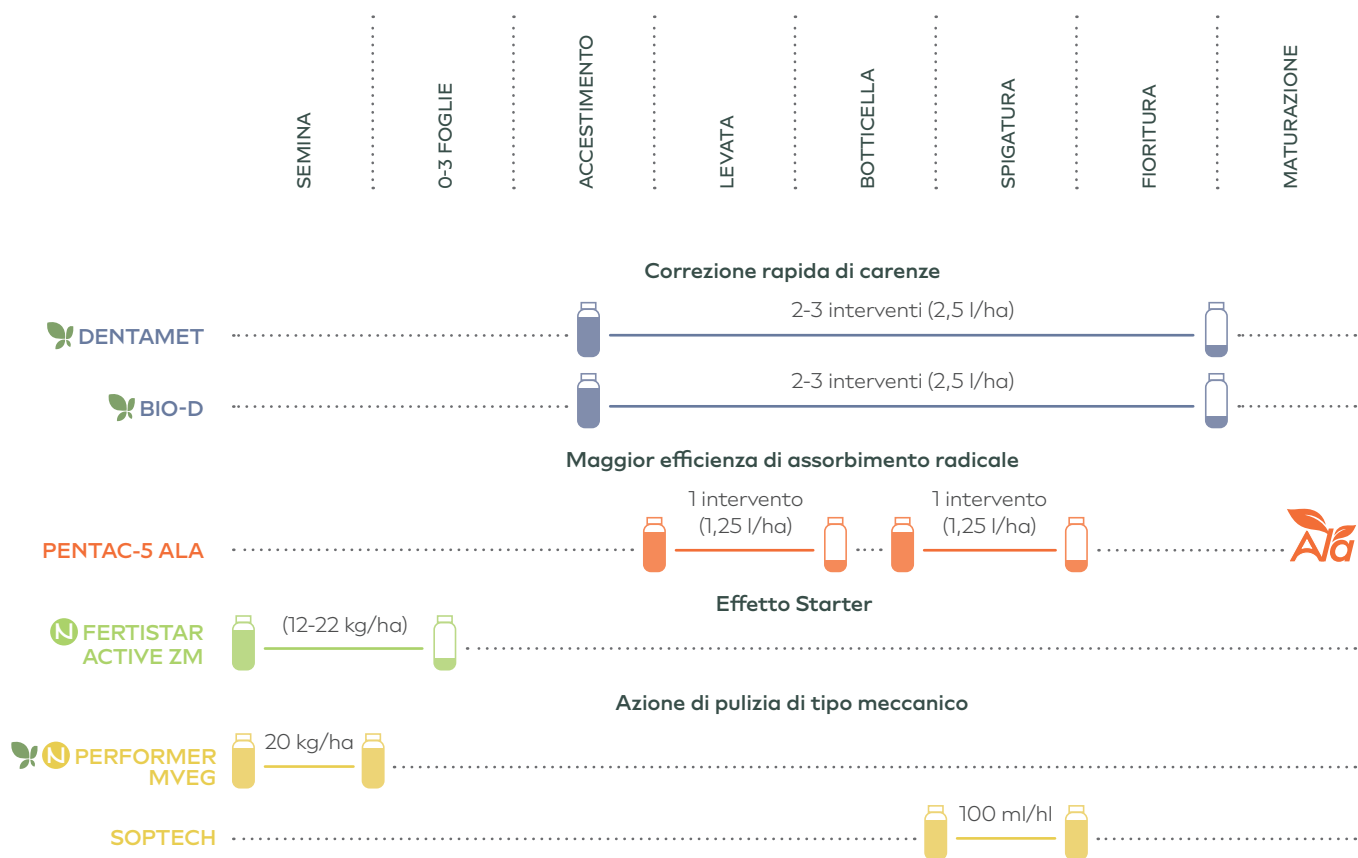 SEMINA
0-3 FOGLIE
ACCESTIMENTO
LEVATA
BOTTICELLA
SPIGATURA
FIORITURA
MATURAZIONE
Correzione rapida di carenze
DENTAMET
2-3 interventi (2,5 l/ha)
BIO-D
2-3 interventi (2,5 l/ha)
Maggior efficienza di assorbimento radicale
PENTAC-5 ALA
1 intervento
(1,25 l/ha)
1 intervento
(1,25 l/ha)
Ala
Effetto Starter
N FERTISTAR
ACTIVE ZM
(12-22 kg/ha)
Azione di pulizia di tipo meccanico
N PERFORMER
MVEG
20 kg/ha
SOPTECH
100 ml/hl